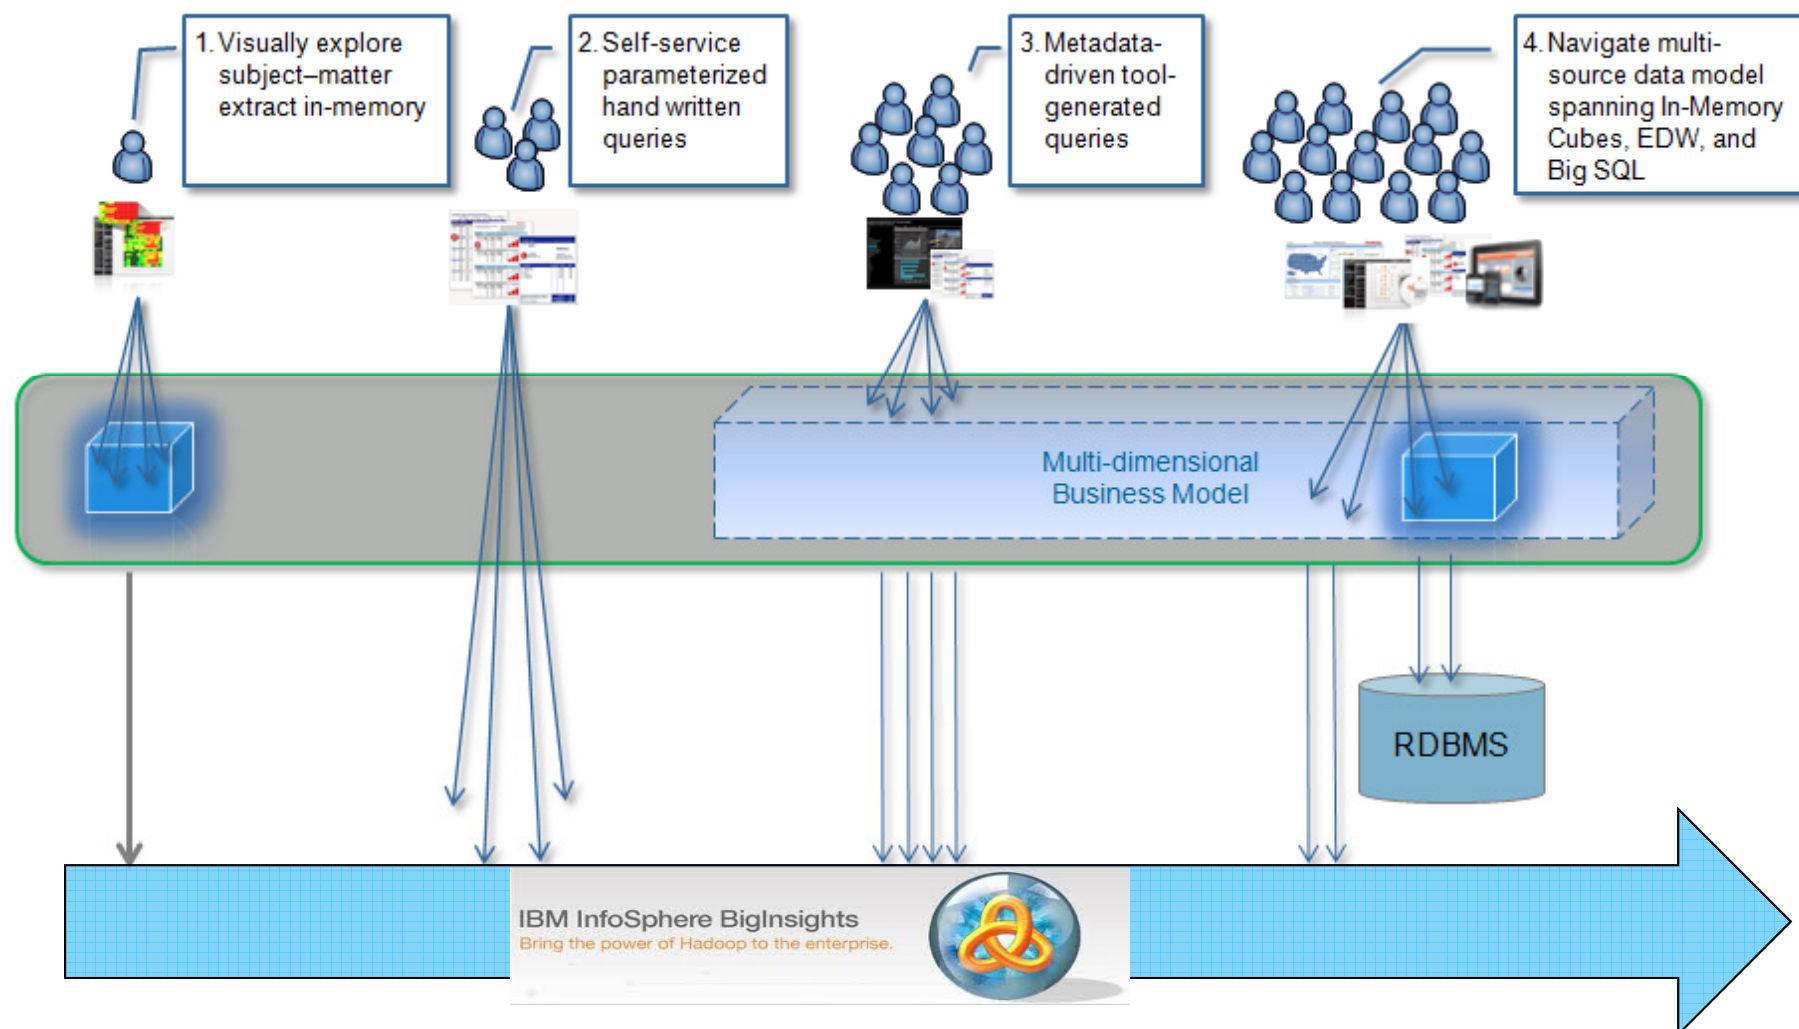 1. Visually explore
subject–matter
extract in-memory
2. Self-service
parameterized
hand written
queries
3. Metadata-
driven tool-
generated
queries
4. Navigate multi-
source data model
spanning In-Memory
Cubes, EDW, and
Big SQL
Multi-dimensional
Business Model
RDBMS
IBM InfoSphere BigInsights
Bring the power of Hadoop to the enterprise.